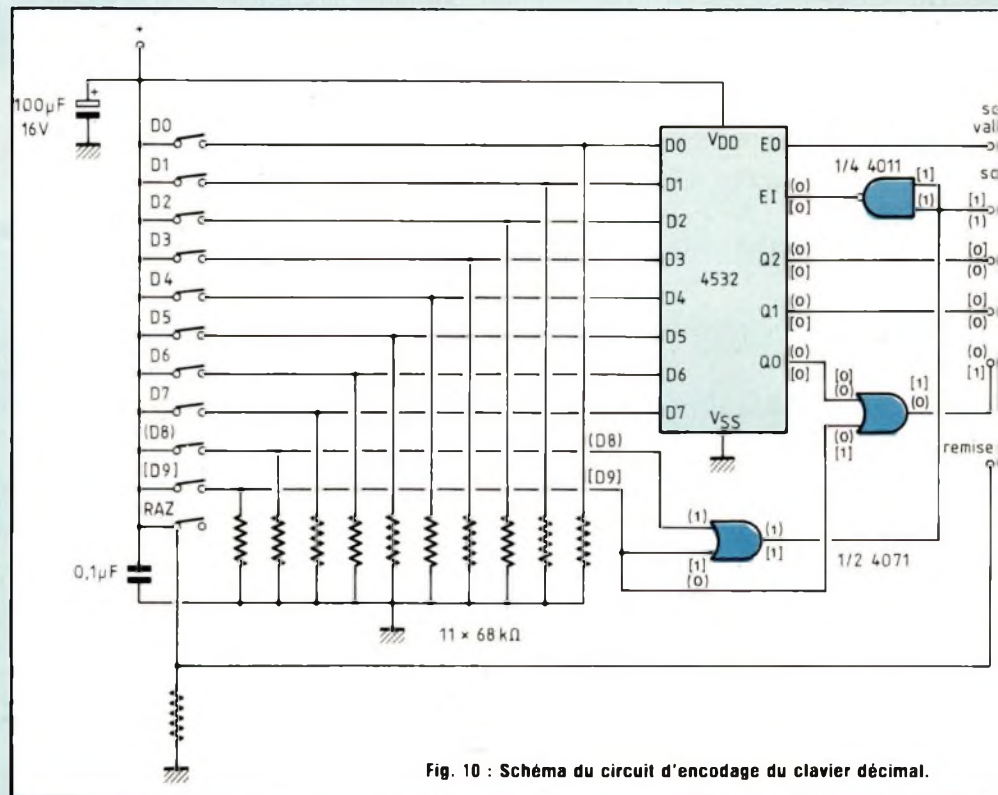 +
100µF
+
16V
D0
D1
D2
D3
D4
D5
D6
D7
(D8)
[D9]
RAZ
0,1µF
D0
VDD
E0
D1
EI
D2
Q2
D3
4532
D4
Q1
D5
D6
Q0
D7
VSS
(D8)
[D9]
1/4 4011
(0)
[0]
[1]
(1)
[1]
(1)
(0)
[0]
[0]
(0)
(0)
[0]
[0]
(0)
(0)
[0]
[0]
(0)
(0)
[1]
[1]
(0)
(0)
[1]
(1)
[1]
(0)
(1)
[1]
1/2 4071
11 × 68 kΩ
Fig. 10 : Schéma du circuit d'encodage du clavier décimal.